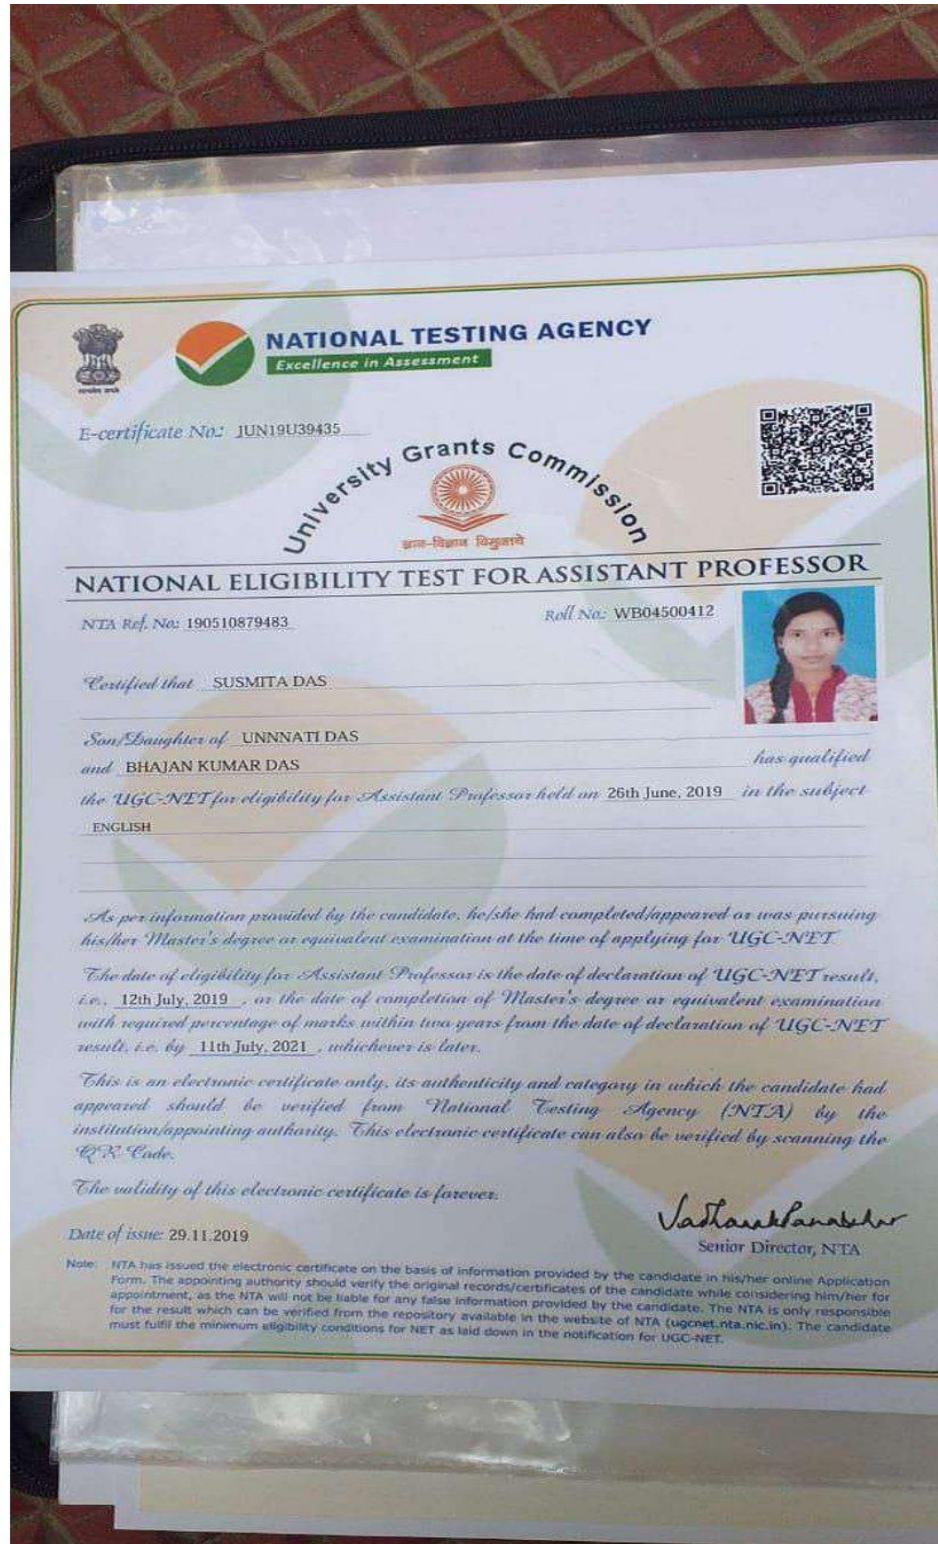 सत्यमेव जयते
NATIONAL TESTING AGENCY
Excellence in Assessment
E-certificate No.: JUN19U39435
University Grants Commission
ज्ञान-विज्ञान विमुक्तये
NATIONAL ELIGIBILITY TEST FOR ASSISTANT PROFESSOR
NTA Ref. No: 190510879483 Roll No.: WB04500412
Certified that SUSMITA DAS
Son/Daughter of UNNNATI DAS
and BHAJAN KUMAR DAS has qualified
the UGC-NET for eligibility for Assistant Professor held on 26th June, 2019 in the subject
ENGLISH
As per information provided by the candidate, he/she had completed/appeared or was pursuing
his/her Master's degree or equivalent examination at the time of applying for UGC-NET
The date of eligibility for Assistant Professor is the date of declaration of UGC-NET result,
i.e., 12th July, 2019, or the date of completion of Master's degree or equivalent examination
with required percentage of marks within two years from the date of declaration of UGC-NET
result, i.e. by 11th July, 2021, whichever is later.
This is an electronic certificate only, its authenticity and category in which the candidate had
appeared should be verified from National Testing Agency (NTA) by the
institution/appointing authority. This electronic certificate can also be verified by scanning the
QR Code.
The validity of this electronic certificate is forever.
Date of issue: 29.11.2019
Senior Director, NTA
Note: NTA has issued the electronic certificate on the basis of information provided by the candidate in his/her online Application
Form. The appointing authority should verify the original records/certificates of the candidate while considering him/her for
appointment, as the NTA will not be liable for any false information provided by the candidate. The NTA is only responsible
for the result which can be verified from the repository available in the website of NTA (ugcnet.nta.nic.in). The candidate
must fulfil the minimum eligibility conditions for NET as laid down in the notification for UGC-NET.